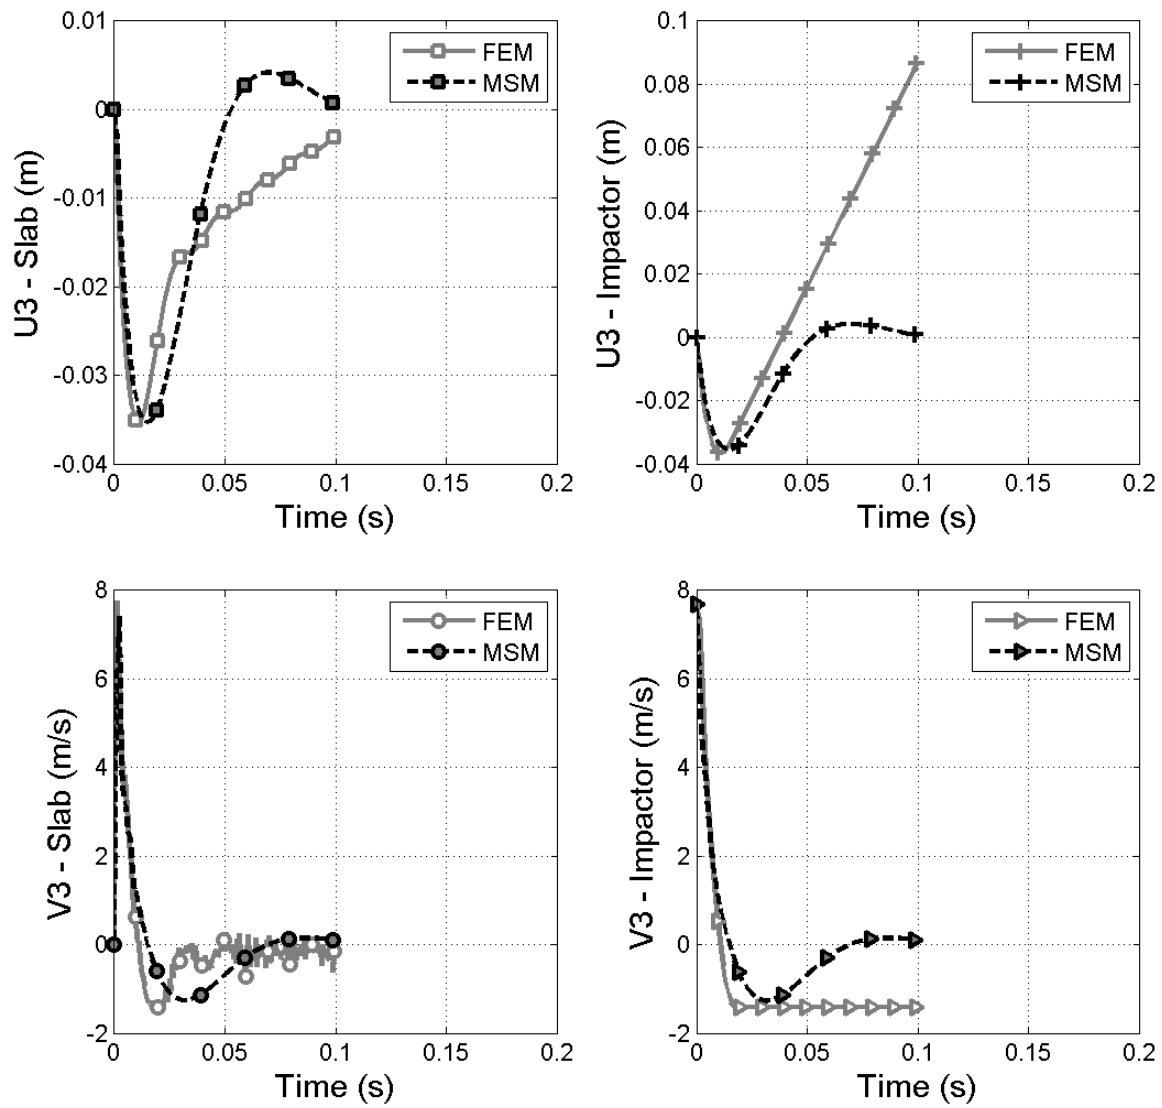 0.01
0
-0.01
-0.02
-0.03
-0.04
0 0.05 0.1 0.15 0.2
U3 - Slab (m)
Time (s)
FEM
MSM
0.1
0.08
0.06
0.04
0.02
0
-0.02
-0.04
0 0.05 0.1 0.15 0.2
U3 - Impactor (m)
Time (s)
FEM
MSM
8
6
4
2
0
-2
0 0.05 0.1 0.15 0.2
V3 - Slab (m/s)
Time (s)
FEM
MSM
8
6
4
2
0
-2
0 0.05 0.1 0.15 0.2
V3 - Impactor (m/s)
Time (s)
FEM
MSM